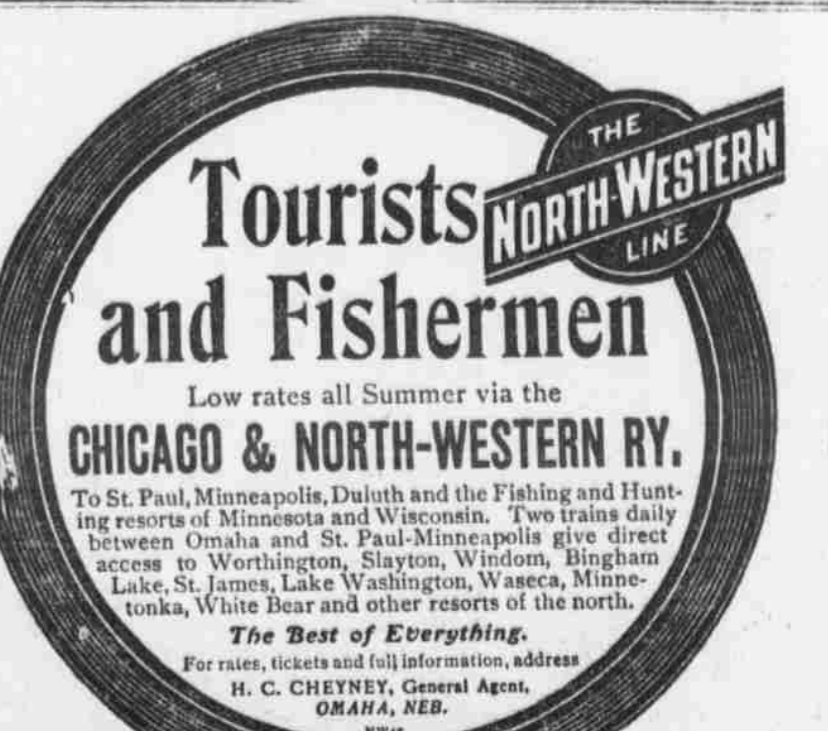 THE
NORTH-WESTERN
LINE
Tourists
and Fishermen
Low rates all Summer via the
CHICAGO & NORTH-WESTERN RY.
To St. Paul, Minneapolis, Duluth and the Fishing and Hunt-
ing resorts of Minnesota and Wisconsin. Two trains daily
between Omaha and St. Paul-Minneapolis give direct
access to Worthington, Slayton, Windom, Bingham
Lake, St. James, Lake Washington, Waseca, Minne-
tonka, White Bear and other resorts of the north.
The Best of Everything.
For rates, tickets and full information, address
H. C. CHEYNEY, General Agent,
OMAHA, NEB.